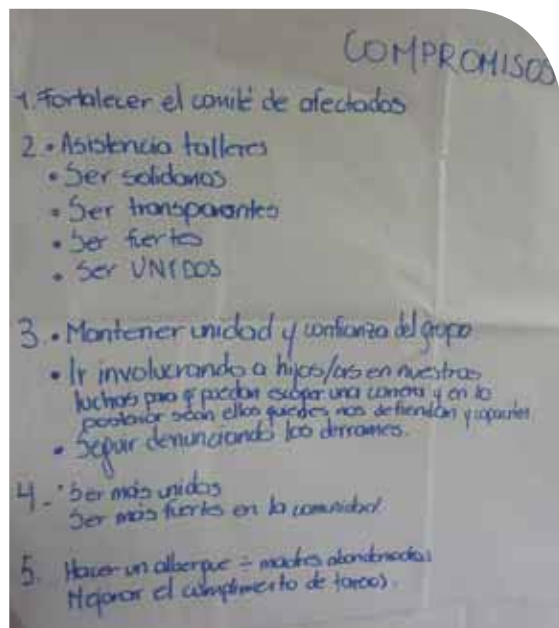 COMPROMISOS
1. Fortalecer el comité de afectados
2. • Asistencia talleres
• Ser solidarios
• Ser transparantes
• Ser fuertes
• Ser UNIDOS
3. • Mantener unidad y confianza del grupo
• Ir involucrando a hijos/as en nuestras
luchas para q puedan escoger una carrera y en lo
posterior sean ellos quiedes nos defiendan y
• Seguir denunciando los derrames.
4. - • Ser más unidos
Ser más fuertes en la comunidad
5. Hacer un albergue - madres abandonadas
Mejorar el cumplimiento de tareas.